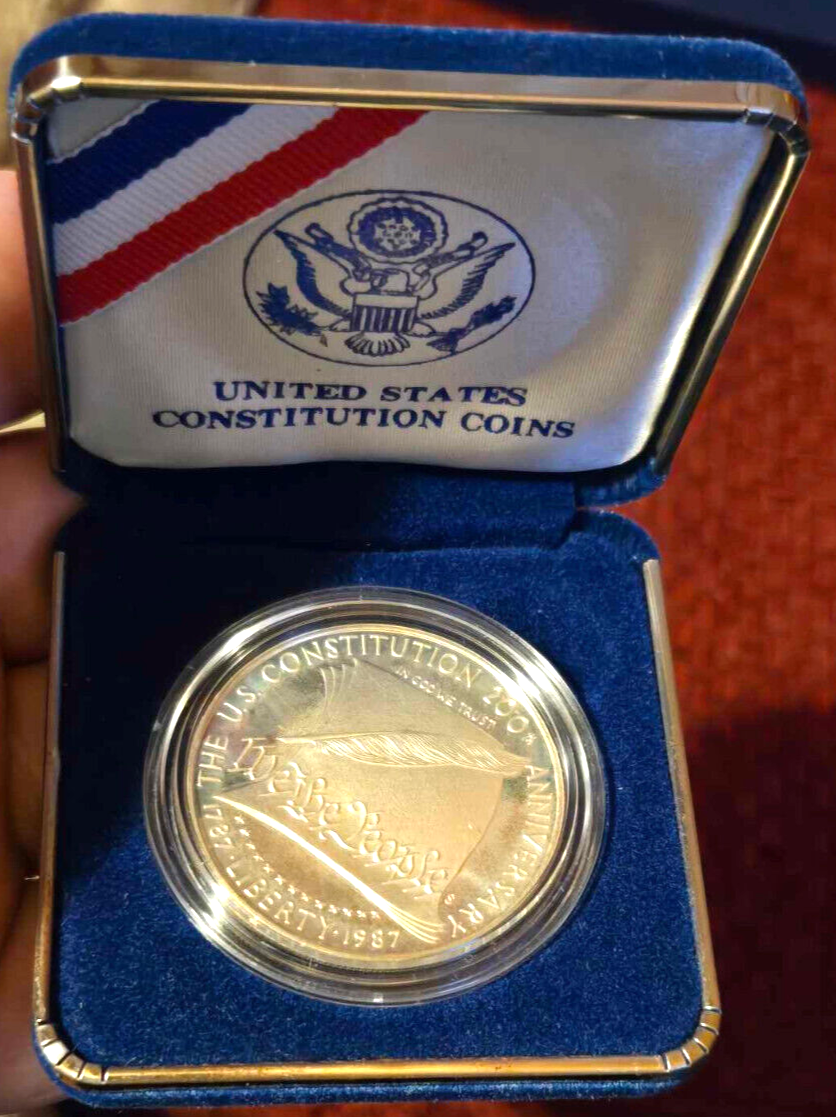 UNITED STATES
CONSTITUTION COINS
THE U.S. CONSTITUTION 200th ANNIVERSARY
IN GOD WE TRUST
We the People
1787 · LIBERTY · 1987